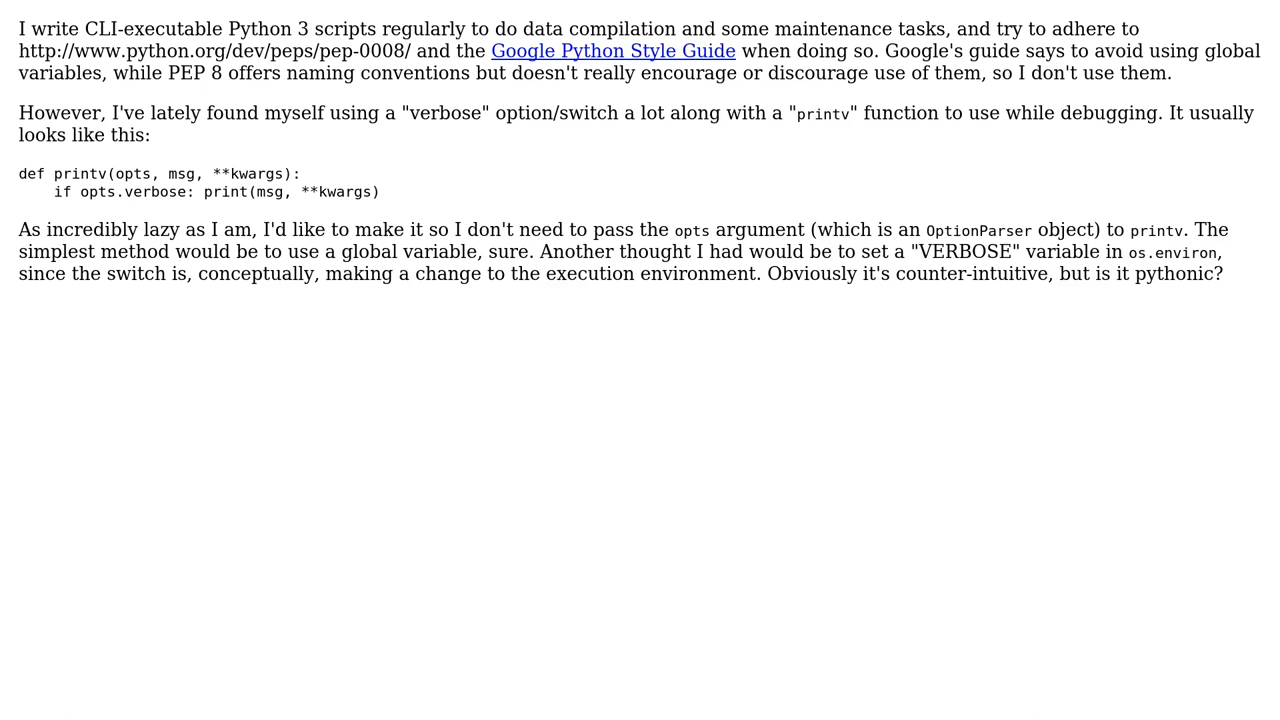 I write CLI-executable Python 3 scripts regularly to do data compilation and some maintenance tasks, and try to adhere to
http://www.python.org/dev/peps/pep-0008/ and the Google Python Style Guide when doing so. Google's guide says to avoid using global
variables, while PEP 8 offers naming conventions but doesn't really encourage or discourage use of them, so I don't use them.
However, I've lately found myself using a "verbose" option/switch a lot along with a "printv" function to use while debugging. It usually
looks like this:
def printv(opts, msg, **kwargs):
    if opts.verbose: print(msg, **kwargs)
As incredibly lazy as I am, I'd like to make it so I don't need to pass the opts argument (which is an OptionParser object) to printv. The
simplest method would be to use a global variable, sure. Another thought I had would be to set a "VERBOSE" variable in os.environ,
since the switch is, conceptually, making a change to the execution environment. Obviously it's counter-intuitive, but is it pythonic?